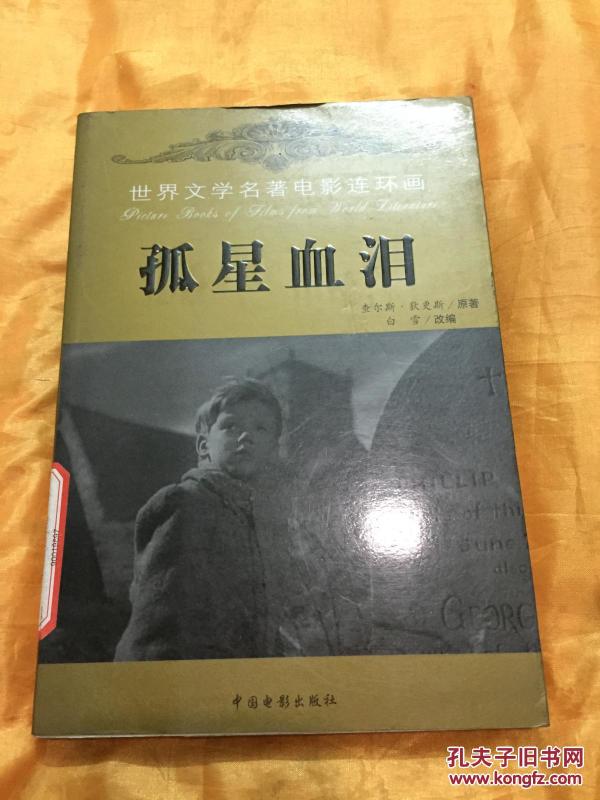 世界文学名著电影连环画
Picture Books of Films from World Literature
孤星血泪
查尔斯·狄更斯/原著
白 雪/改编
PHILLIP
of this
June
also
GEORG
中国电影出版社
孔夫子旧书网
www.kongfz.com